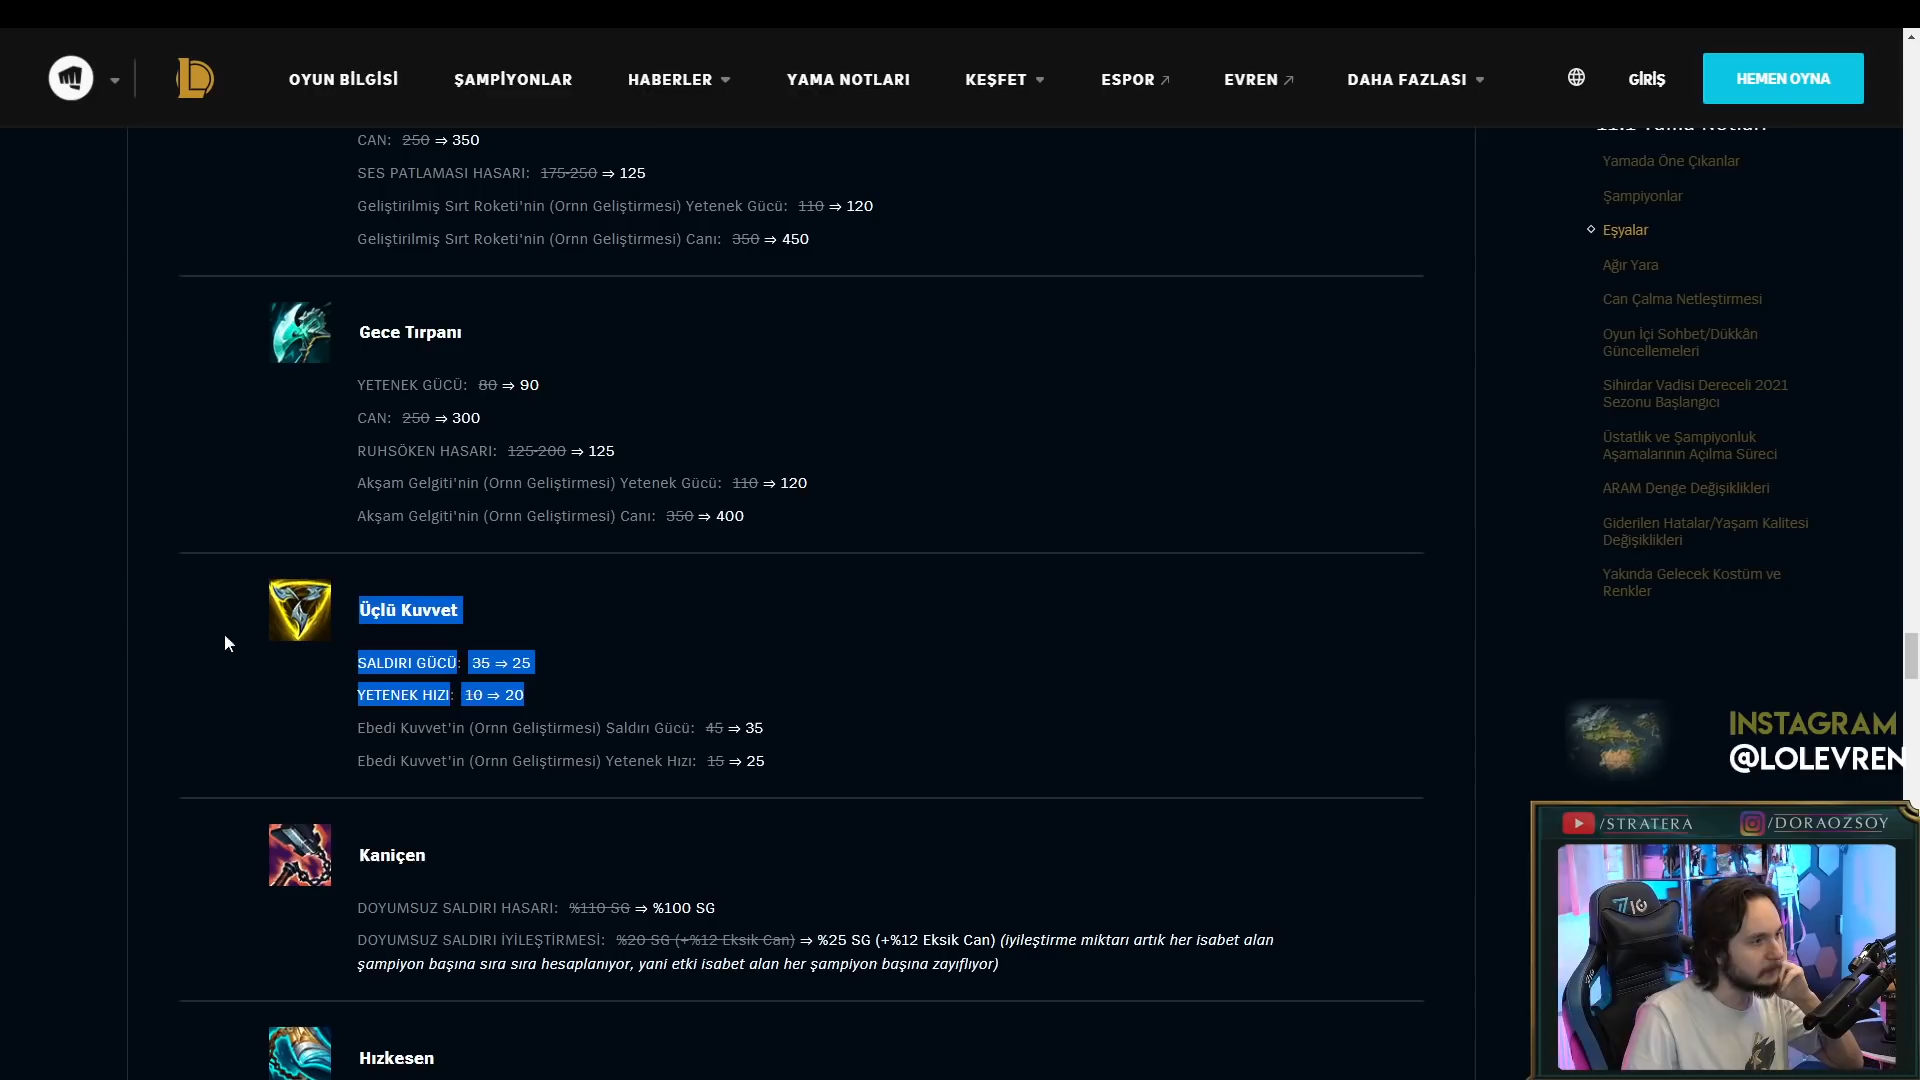 OYUN BİLGİSİ
ŞAMPİYONLAR
HABERLER
YAMA NOTLARI
KEŞFET
ESPOR
EVREN
DAHA FAZLASI
GİRİŞ
HEMEN OYNA
CAN: 250 ⇒ 350
SES PATLAMASI HASARI: 175-250 ⇒ 125
Geliştirilmiş Sırt Roketi'nin (Ornn Geliştirmesi) Yetenek Gücü: 110 ⇒ 120
Geliştirilmiş Sırt Roketi'nin (Ornn Geliştirmesi) Canı: 350 ⇒ 450
Gece Tırpanı
YETENEK GÜCÜ: 80 ⇒ 90
CAN: 250 ⇒ 300
RUHSÖKEN HASARI: 125-200 ⇒ 125
Akşam Gelgiti'nin (Ornn Geliştirmesi) Yetenek Gücü: 110 ⇒ 120
Akşam Gelgiti'nin (Ornn Geliştirmesi) Canı: 350 ⇒ 400
Üçlü Kuvvet
SALDIRI GÜCÜ: 35 ⇒ 25
YETENEK HIZI: 10 ⇒ 20
Ebedi Kuvvet'in (Ornn Geliştirmesi) Saldırı Gücü: 45 ⇒ 35
Ebedi Kuvvet'in (Ornn Geliştirmesi) Yetenek Hızı: 15 ⇒ 25
Kaniçen
DOYUMSUZ SALDIRI HASARI: %110 SG ⇒ %100 SG
DOYUMSUZ SALDIRI İYİLEŞTİRMESİ: %20 SG (+%12 Eksik Can) ⇒ %25 SG (+%12 Eksik Can) (iyileştirme miktarı artık her isabet alan
şampiyon başına sıra sıra hesaplanıyor, yani etki isabet alan her şampiyon başına zayıflıyor)
Hızkesen
11.1 Yama Notları
Yamada Öne Çıkanlar
Şampiyonlar
Eşyalar
Ağır Yara
Can Çalma Netleştirmesi
Oyun İçi Sohbet/Dükkân
Güncellemeleri
Sihirdar Vadisi Dereceli 2021
Sezonu Başlangıcı
Üstatlık ve Şampiyonluk
Aşamalarının Açılma Süreci
ARAM Denge Değişiklikleri
Giderilen Hatalar/Yaşam Kalitesi
Değişiklikleri
Yakında Gelecek Kostüm ve
Renkler
INSTAGRAM
@LOLEVREN
/STRATERA
/DORAOZSOY